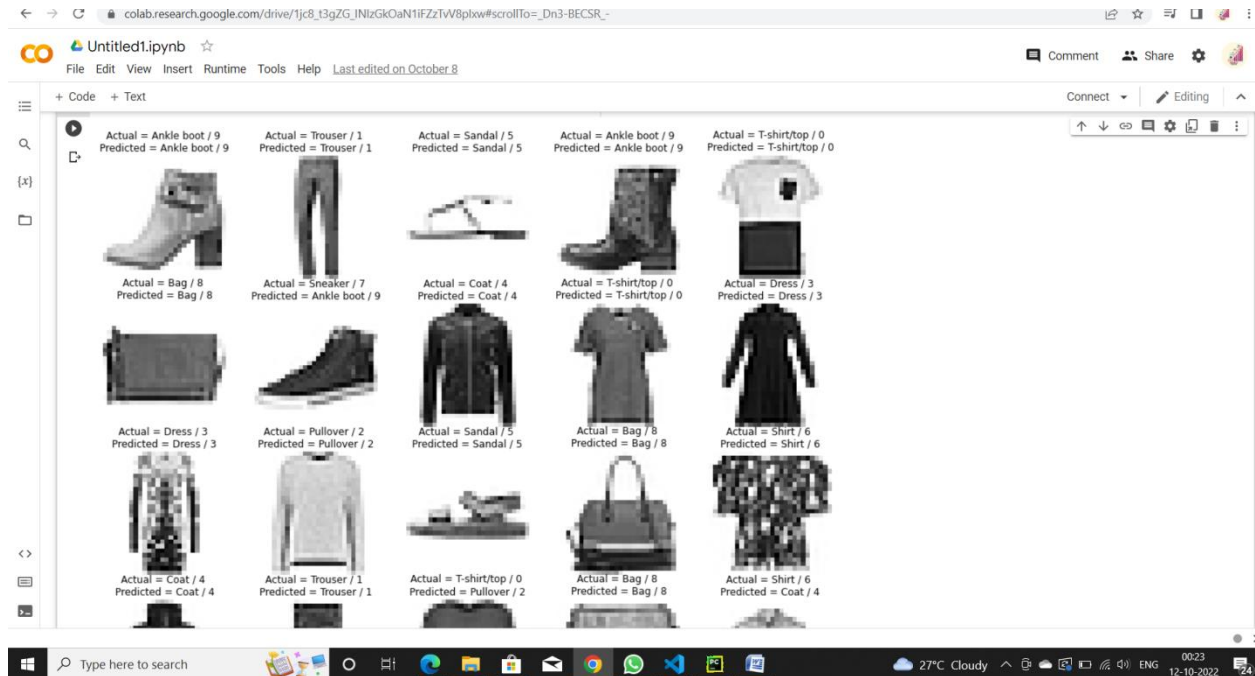 colab.research.google.com/drive/1jc8_t3gZG_INIzGkOaN1iFZzTvV8pIxw#scrollTo=_Dn3-BECSR_-
CO
Untitled1.ipynb
File Edit View Insert Runtime Tools Help Last edited on October 8
Comment Share
+ Code + Text
Connect Editing
{x}
Actual = Ankle boot / 9 Actual = Trouser / 1 Actual = Sandal / 5 Actual = Ankle boot / 9 Actual = T-shirt/top / 0
Predicted = Ankle boot / 9 Predicted = Trouser / 1 Predicted = Sandal / 5 Predicted = Ankle boot / 9 Predicted = T-shirt/top / 0
Actual = Bag / 8 Actual = Sneaker / 7 Actual = Coat / 4 Actual = T-shirt/top / 0 Actual = Dress / 3
Predicted = Bag / 8 Predicted = Ankle boot / 9 Predicted = Coat / 4 Predicted = T-shirt/top / 0 Predicted = Dress / 3
Actual = Dress / 3 Actual = Pullover / 2 Actual = Sandal / 5 Actual = Bag / 8 Actual = Shirt / 6
Predicted = Dress / 3 Predicted = Pullover / 2 Predicted = Sandal / 5 Predicted = Bag / 8 Predicted = Shirt / 6
Actual = Coat / 4 Actual = Trouser / 1 Actual = T-shirt/top / 0 Actual = Bag / 8 Actual = Shirt / 6
Predicted = Coat / 4 Predicted = Trouser / 1 Predicted = Pullover / 2 Predicted = Bag / 8 Predicted = Coat / 4
Type here to search
27°C Cloudy ENG
00:23
12-10-2022
24